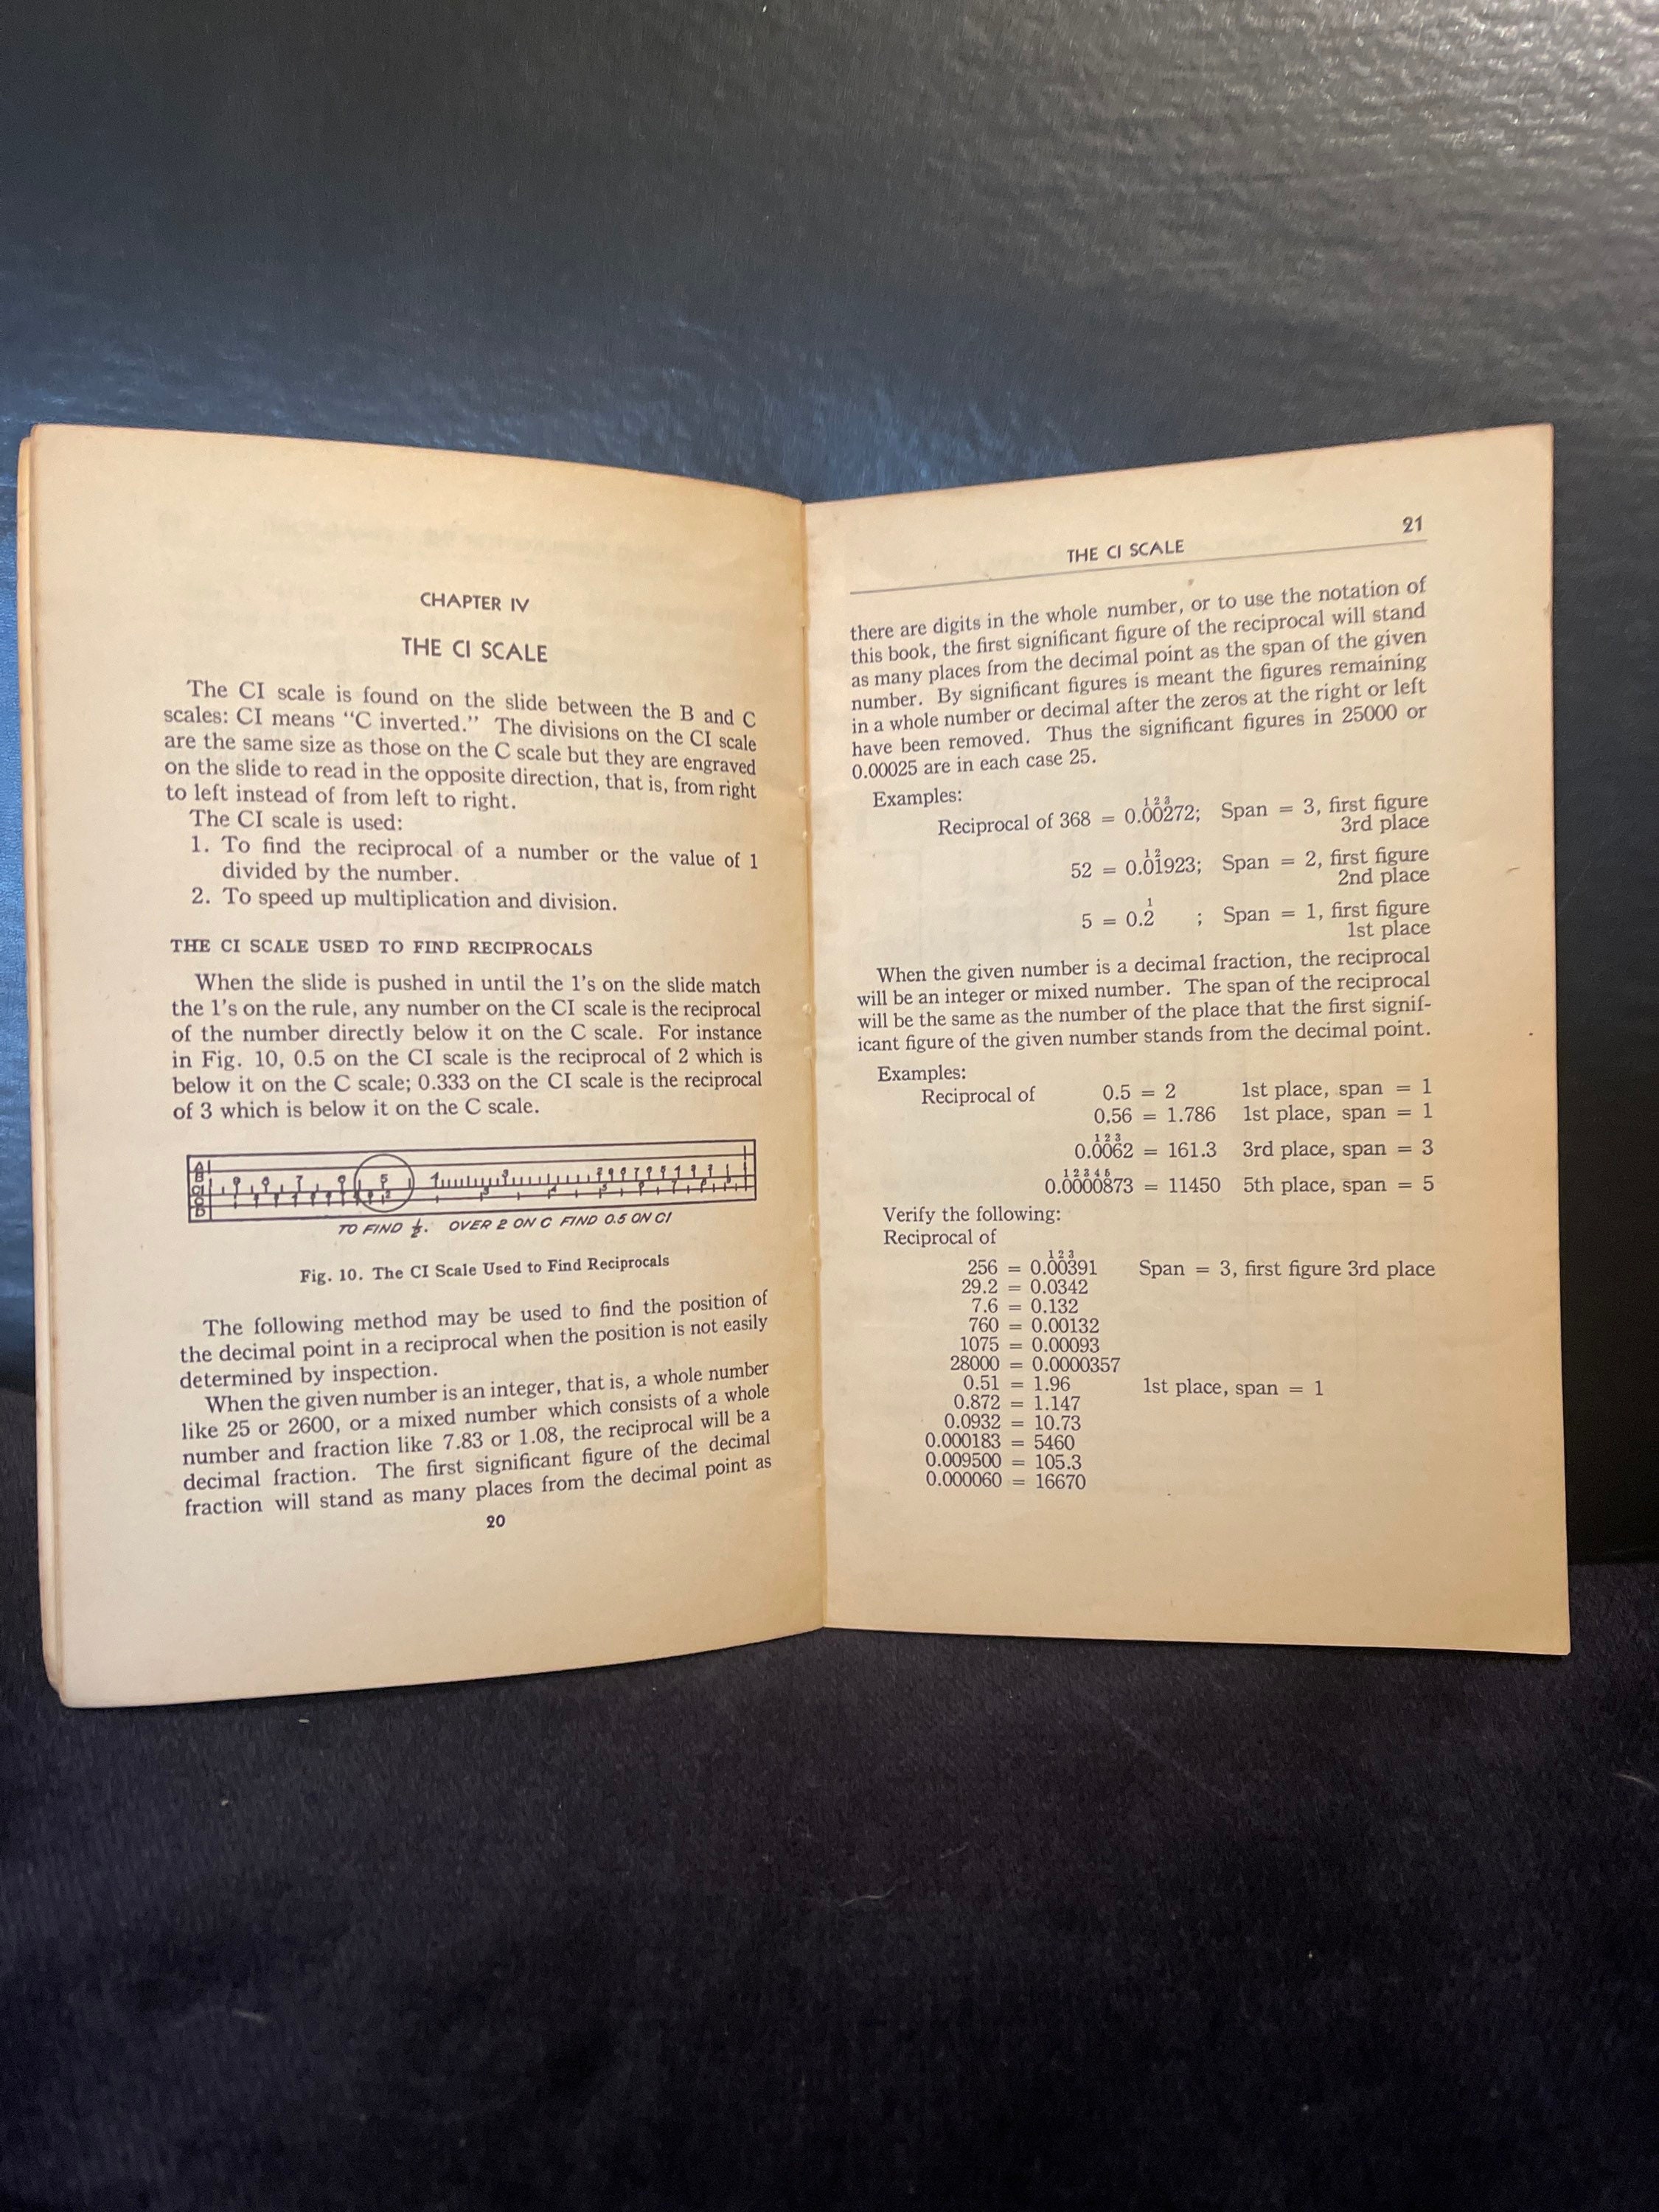 CHAPTER IV
THE CI SCALE
The CI scale is found on the slide between the B and C
scales: CI means “C inverted.” The divisions on the CI scale
are the same size as those on the C scale but they are engraved
on the slide to read in the opposite direction, that is, from right
to left instead of from left to right.
The CI scale is used:
1. To find the reciprocal of a number or the value of 1
divided by the number.
2. To speed up multiplication and division.
THE CI SCALE USED TO FIND RECIPROCALS
When the slide is pushed in until the 1's on the slide match
the 1's on the rule, any number on the CI scale is the reciprocal
of the number directly below it on the C scale. For instance
in Fig. 10, 0.5 on the CI scale is the reciprocal of 2 which is
below it on the C scale; 0.333 on the CI scale is the reciprocal
of 3 which is below it on the C scale.
TO FIND ½. OVER 2 ON C FIND 0.5 ON CI
Fig. 10. The CI Scale Used to Find Reciprocals
The following method may be used to find the position of
the decimal point in a reciprocal when the position is not easily
determined by inspection.
When the given number is an integer, that is, a whole number
like 25 or 2600, or a mixed number which consists of a whole
number and fraction like 7.83 or 1.08, the reciprocal will be a
decimal fraction. The first significant figure of the decimal
fraction will stand as many places from the decimal point as
20
21
THE CI SCALE
there are digits in the whole number, or to use the notation of
this book, the first significant figure of the reciprocal will stand
as many places from the decimal point as the span of the given
number. By significant figures is meant the figures remaining
in a whole number or decimal after the zeros at the right or left
have been removed. Thus the significant figures in 25000 or
0.00025 are in each case 25.
Examples:
1 2 3
Reciprocal of 368 = 0.00272; Span = 3, first figure
3rd place
1 2
52 = 0.01923; Span = 2, first figure
2nd place
1
5 = 0.2 ; Span = 1, first figure
1st place
When the given number is a decimal fraction, the reciprocal
will be an integer or mixed number. The span of the reciprocal
will be the same as the number of the place that the first signif-
icant figure of the given number stands from the decimal point.
Examples:
Reciprocal of 0.5 = 2 1st place, span = 1
0.56 = 1.786 1st place, span = 1
1 2 3
0.0062 = 161.3 3rd place, span = 3
1 2 3 4 5
0.0000873 = 11450 5th place, span = 5
Verify the following:
Reciprocal of
1 2 3
256 = 0.00391 Span = 3, first figure 3rd place
29.2 = 0.0342
7.6 = 0.132
760 = 0.00132
1075 = 0.00093
28000 = 0.0000357
0.51 = 1.96 1st place, span = 1
0.872 = 1.147
0.0932 = 10.73
0.000183 = 5460
0.009500 = 105.3
0.000060 = 16670